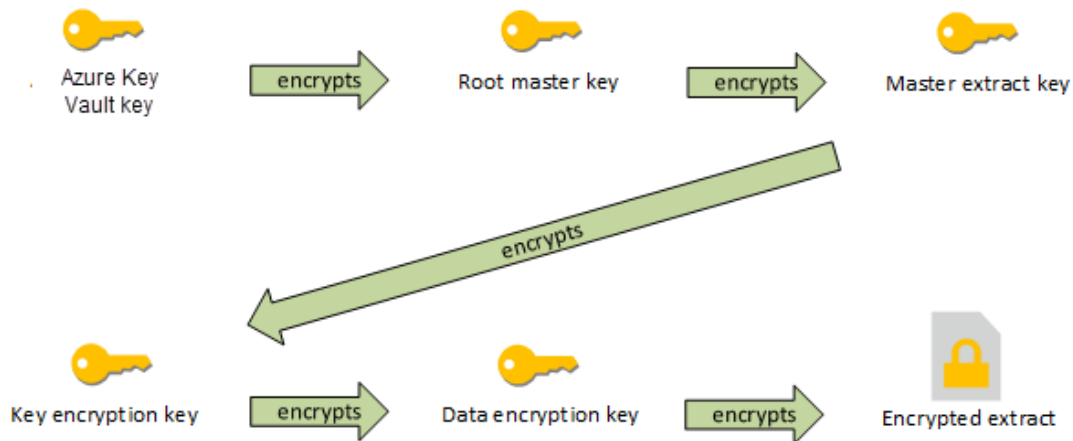 Azure Key
Vault key
encrypts
Root master key
encrypts
Master extract key
encrypts
Key encryption key
encrypts
Data encryption key
encrypts
Encrypted extract